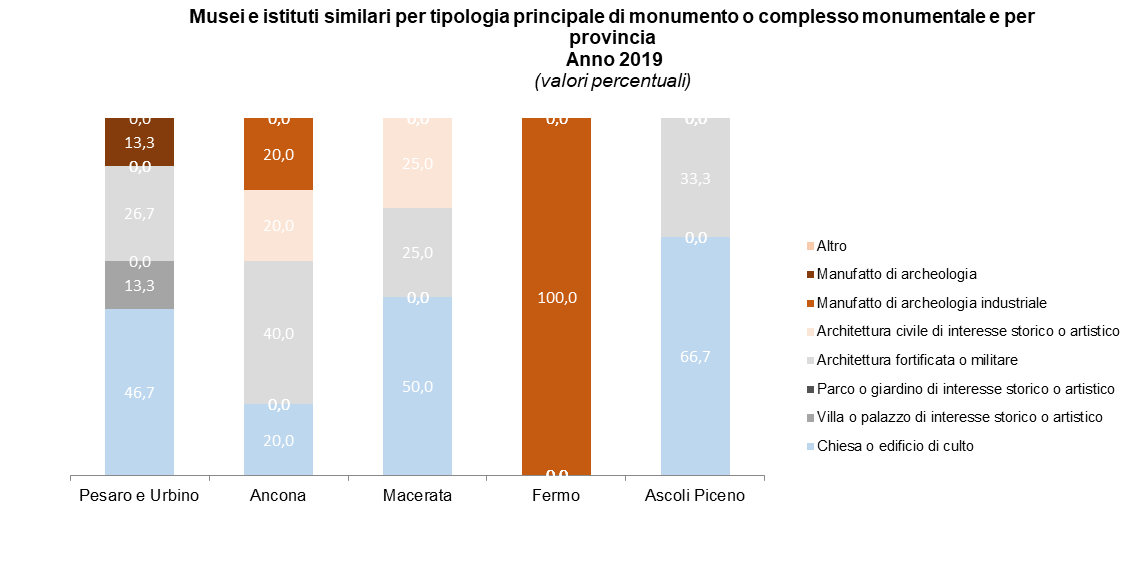 Musei e istituti similari per tipologia principale di monumento o complesso monumentale e per
provincia
Anno 2019
(valori percentuali)
0,0 0,0 0,0 0,0 0,0
13,3 20,0 25,0 33,3
0,0
26,7 20,0 25,0 0,0
0,0
13,3 40,0 0,0 100,0 66,7
46,7 0,0 50,0
20,0 0,0
Altro
Manufatto di archeologia
Manufatto di archeologia industriale
Architettura civile di interesse storico o artistico
Architettura fortificata o militare
Parco o giardino di interesse storico o artistico
Villa o palazzo di interesse storico o artistico
Chiesa o edificio di culto
Pesaro e Urbino Ancona Macerata Fermo Ascoli Piceno